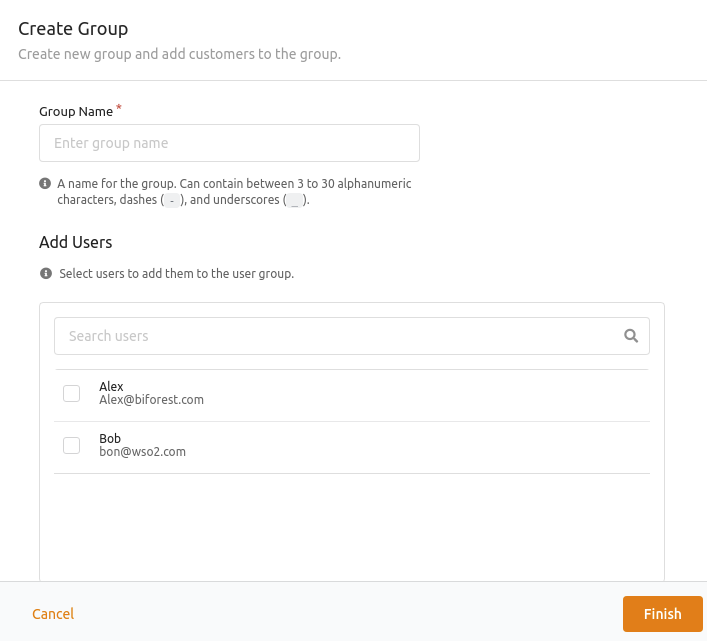 Create Group
Create new group and add customers to the group.
Group Name *
Enter group name
A name for the group. Can contain between 3 to 30 alphanumeric
characters, dashes ( - ), and underscores ( _ ).
Add Users
Select users to add them to the user group.
Search users
Alex
Alex@biforest.com
Bob
bon@wso2.com
Cancel
Finish